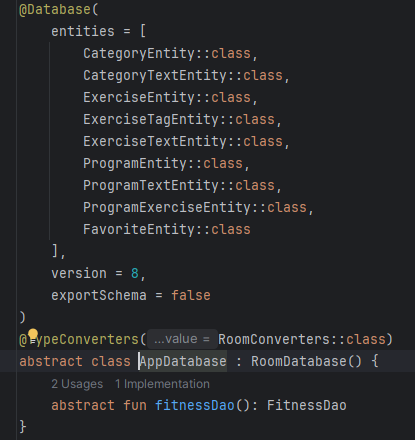 @Database(
entities = [
CategoryEntity::class,
CategoryTextEntity::class,
ExerciseEntity::class,
ExerciseTagEntity::class,
ExerciseTextEntity::class,
ProgramEntity::class,
ProgramTextEntity::class,
ProgramExerciseEntity::class,
FavoriteEntity::class
],
version = 8,
exportSchema = false
)
@TypeConverters( ...value = RoomConverters::class)
abstract class AppDatabase : RoomDatabase() {
2 Usages 1 Implementation
abstract fun fitnessDao(): FitnessDao
}